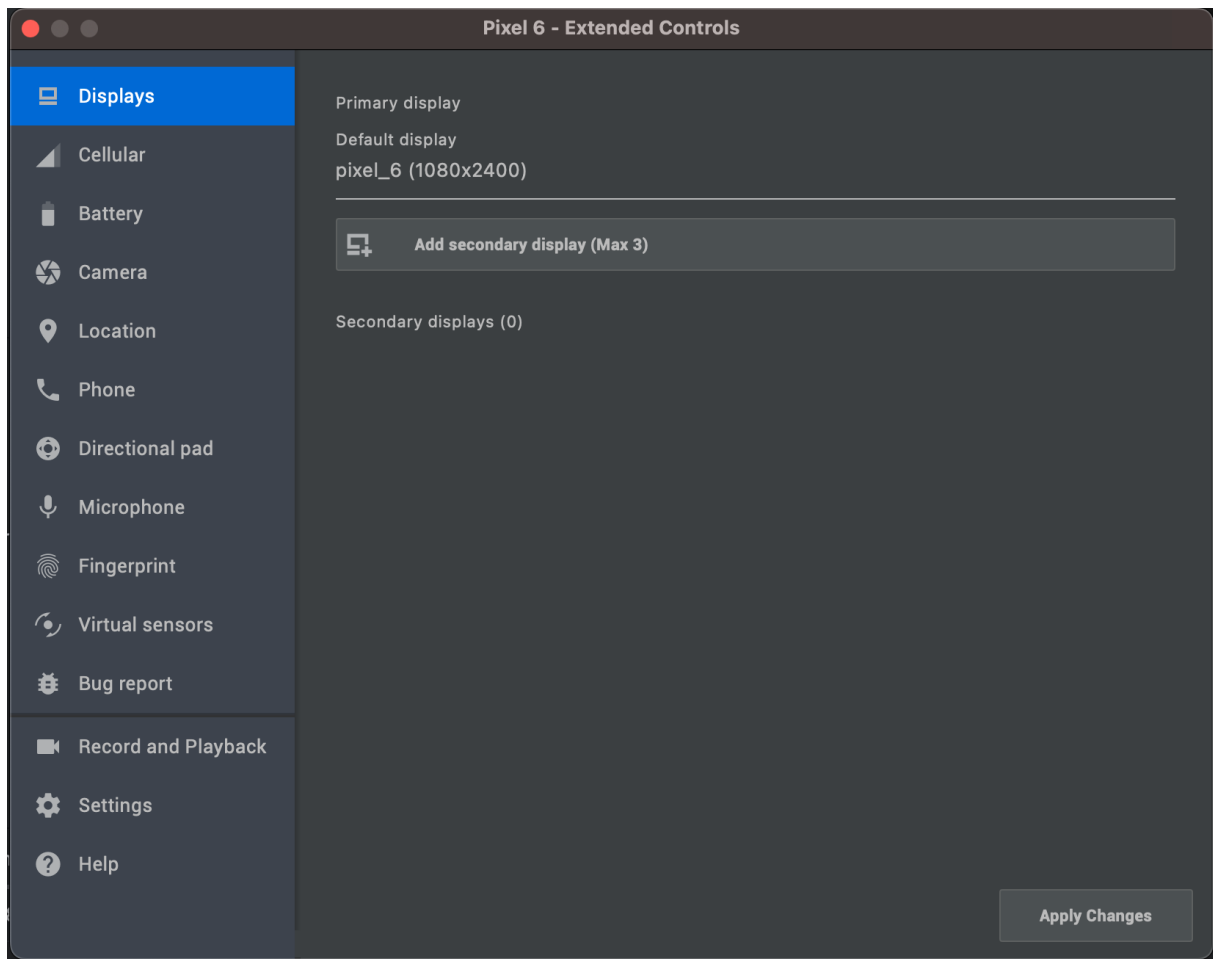 Pixel 6 - Extended Controls
Displays
Cellular
Battery
Camera
Location
Phone
Directional pad
Microphone
Fingerprint
Virtual sensors
Bug report
Record and Playback
Settings
Help
Primary display
Default display
pixel_6 (1080x2400)
Add secondary display (Max 3)
Secondary displays (0)
Apply Changes